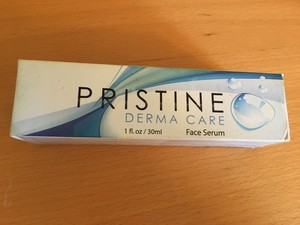 PRISTINE
DERMA CARE
1 fl. oz / 30ml Face Serum